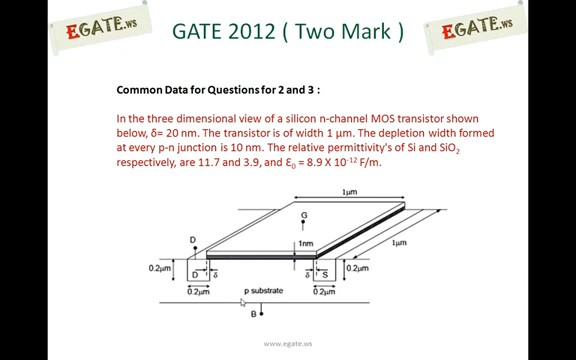 EGATE.ws
GATE 2012 ( Two Mark )
EGATE.ws
Common Data for Questions for 2 and 3 :
In the three dimensional view of a silicon n-channel MOS transistor shown
below, δ= 20 nm. The transistor is of width 1 µm. The depletion width formed
at every p-n junction is 10 nm. The relative permittivity's of Si and SiO2
respectively, are 11.7 and 3.9, and ε0 = 8.9 X 10-12 F/m.
1µm
G
D
1nm
1µm
0.2µm
D
δ
δ
S
0.2µm
0.2µm
p substrate
0.2µm
B
www.egate.ws